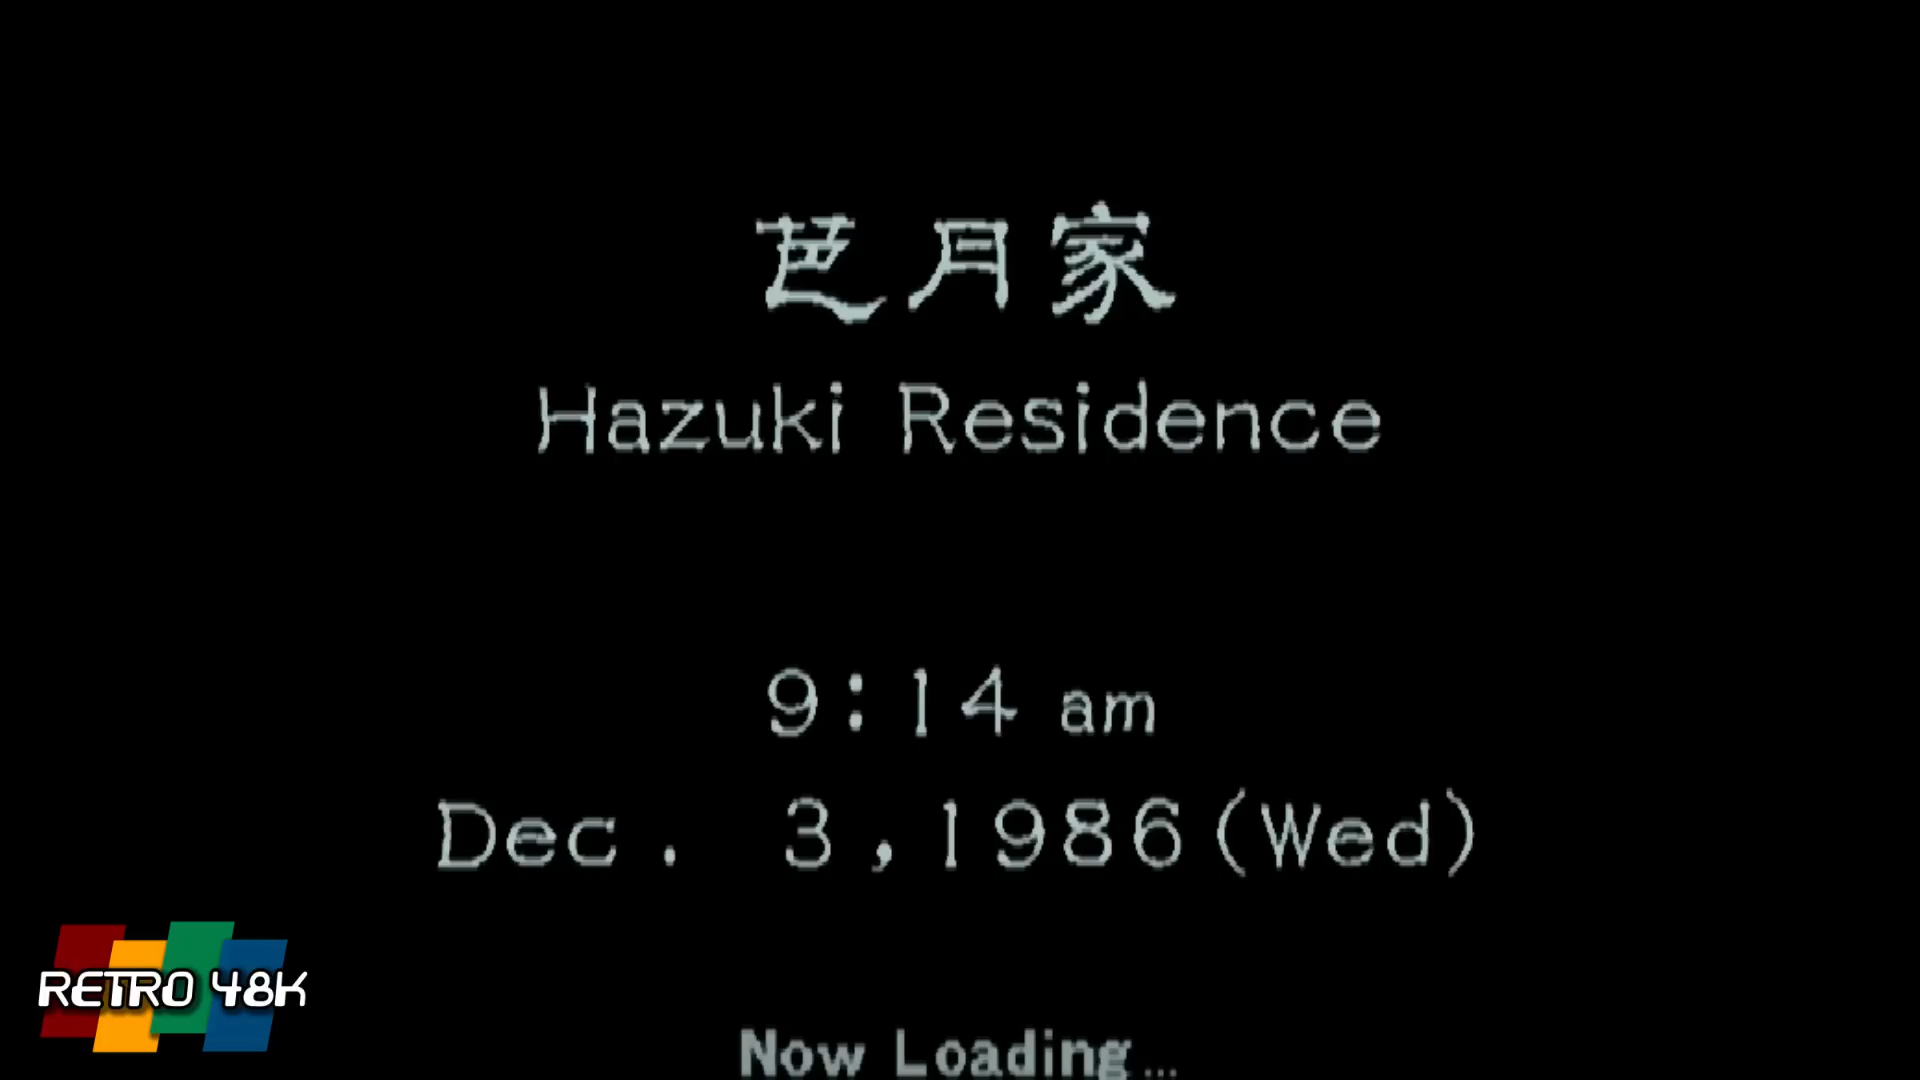 芭月家
Hazuki Residence
9:14 am
Dec. 3,1986(Wed)
RETRO 48K
Now Loading...